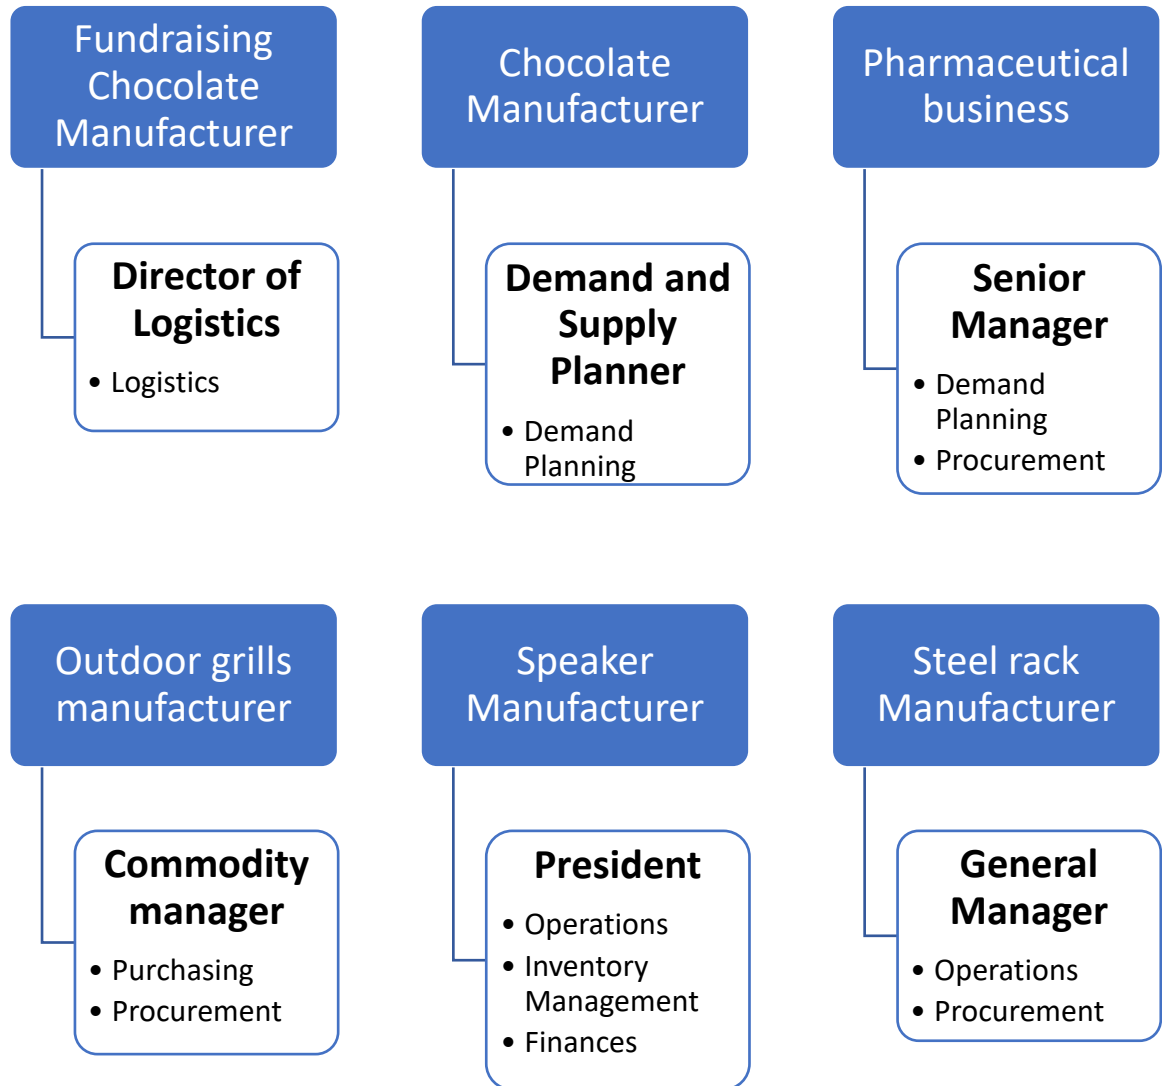 Fundraising
Chocolate
Manufacturer
Director of
Logistics
• Logistics
Chocolate
Manufacturer
Demand and
Supply
Planner
• Demand
Planning
Pharmaceutical
business
Senior
Manager
• Demand
Planning
• Procurement
Outdoor grills
manufacturer
Commodity
manager
• Purchasing
• Procurement
Speaker
Manufacturer
President
• Operations
• Inventory
Management
• Finances
Steel rack
Manufacturer
General
Manager
• Operations
• Procurement